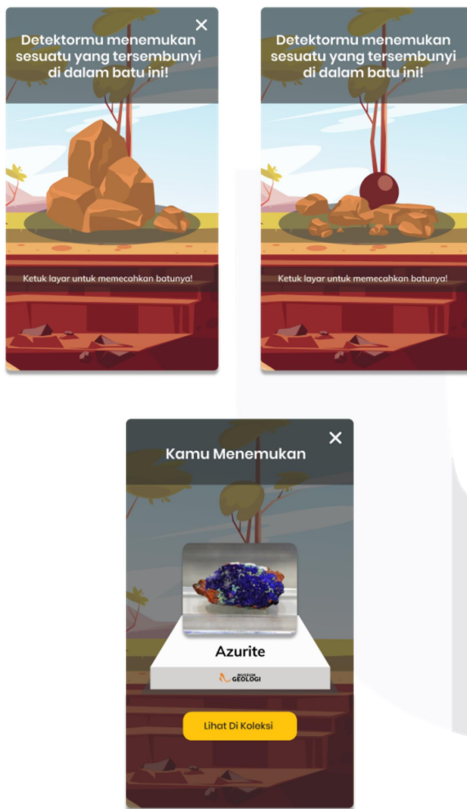 Detektormu menemukan
sesuatu yang tersembunyi
di dalam batu ini!
Ketuk layar untuk memecahkan batunya!
Detektormu menemukan
sesuatu yang tersembunyi
di dalam batu ini!
Ketuk layar untuk memecahkan batunya!
Kamu Menemukan
Azurite
MUSEUM
GEOLOGI
Lihat Di Koleksi